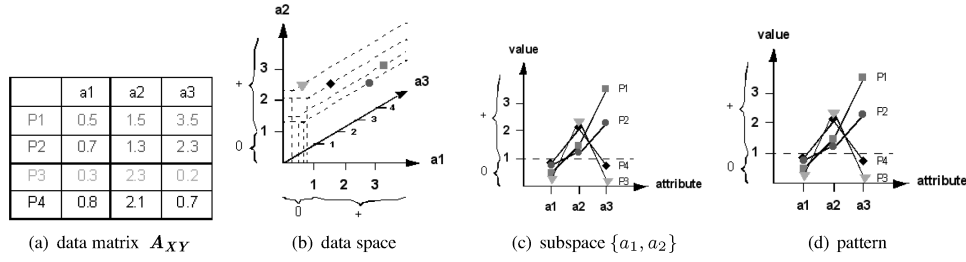 a1 a2 a3
P1 0.5 1.5 3.5
P2 0.7 1.3 2.3
P3 0.3 2.3 0.2
P4 0.8 2.1 0.7
(a) data matrix A_XY
a2
3
2
1
+
0
a3
4
3
2
1
a1
1 2 3
0 +
(b) data space
value
3
2
1
+
0
P1
P2
P4
P3
attribute
a1 a2 a3
(c) subspace {a1, a2}
value
3
2
1
+
0
P1
P2
P4
P3
attribute
a1 a2 a3
(d) pattern